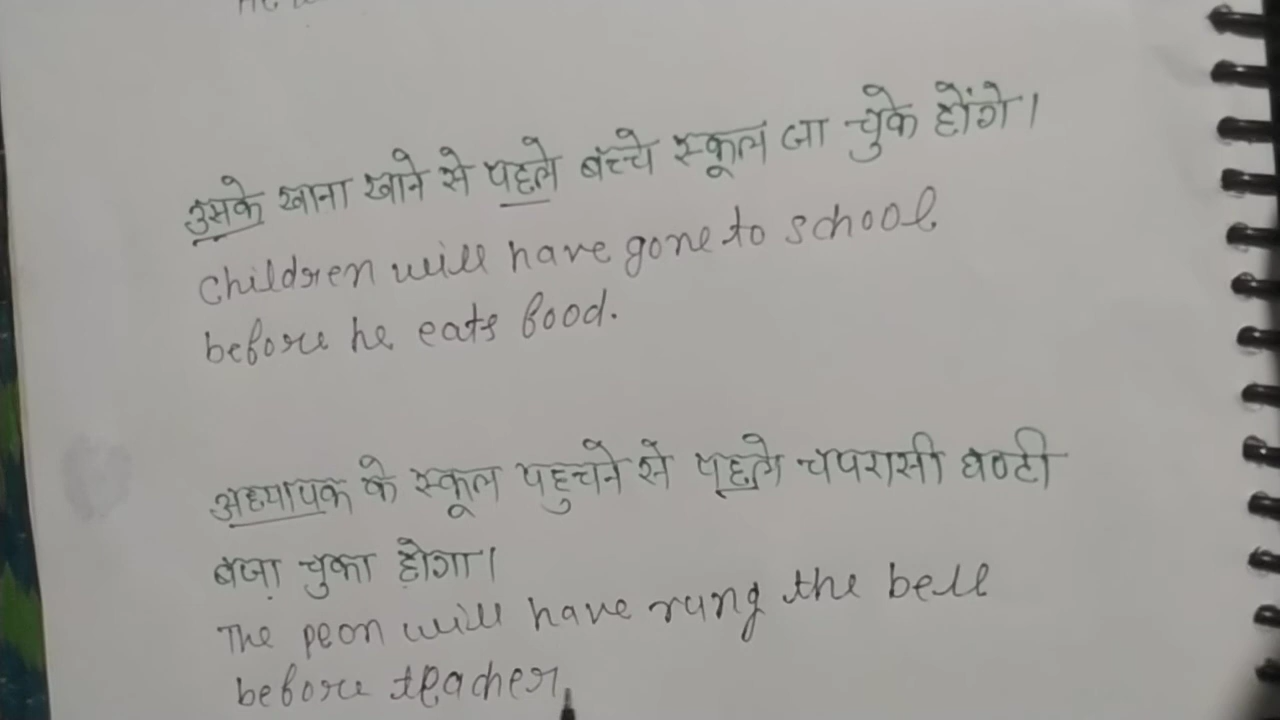 उसके खाना खाने से पहले बच्चे स्कूल जा चुके होंगे।
Children will have gone to school
before he eats food.
अध्यापक के स्कूल पहुचने से पहले चपरासी घण्टी
बजा चुका होगा।
The peon will have rung the bell
before teacher